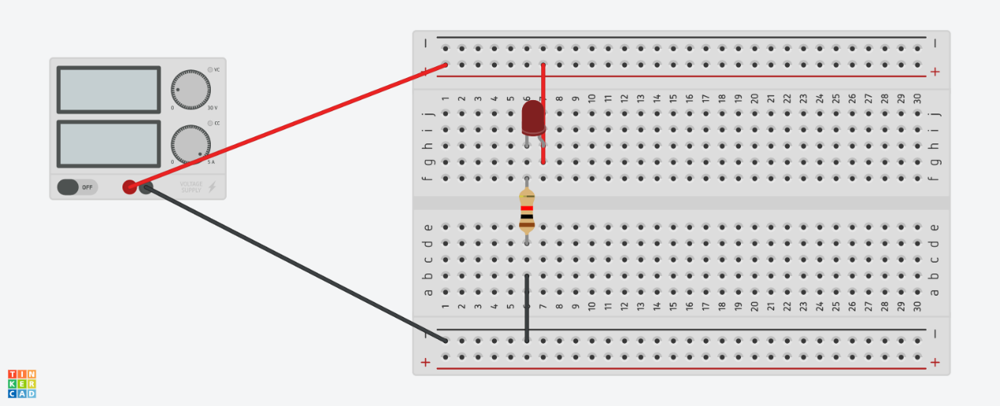 − −
+ +
1 2 3 4 5 6 7 8 9 10 11 12 13 14 15 16 17 18 19 20 21 22 23 24 25 26 27 28 29 30
j j
i i
h h
g g
f f
e e
d d
c c
b b
a a
1 2 3 4 5 6 7 8 9 10 11 12 13 14 15 16 17 18 19 20 21 22 23 24 25 26 27 28 29 30
− −
+ +
VC
0 30 V
CC
0 5 A
OFF
VOLTAGE
SUPPLY
TIN
KER
CAD